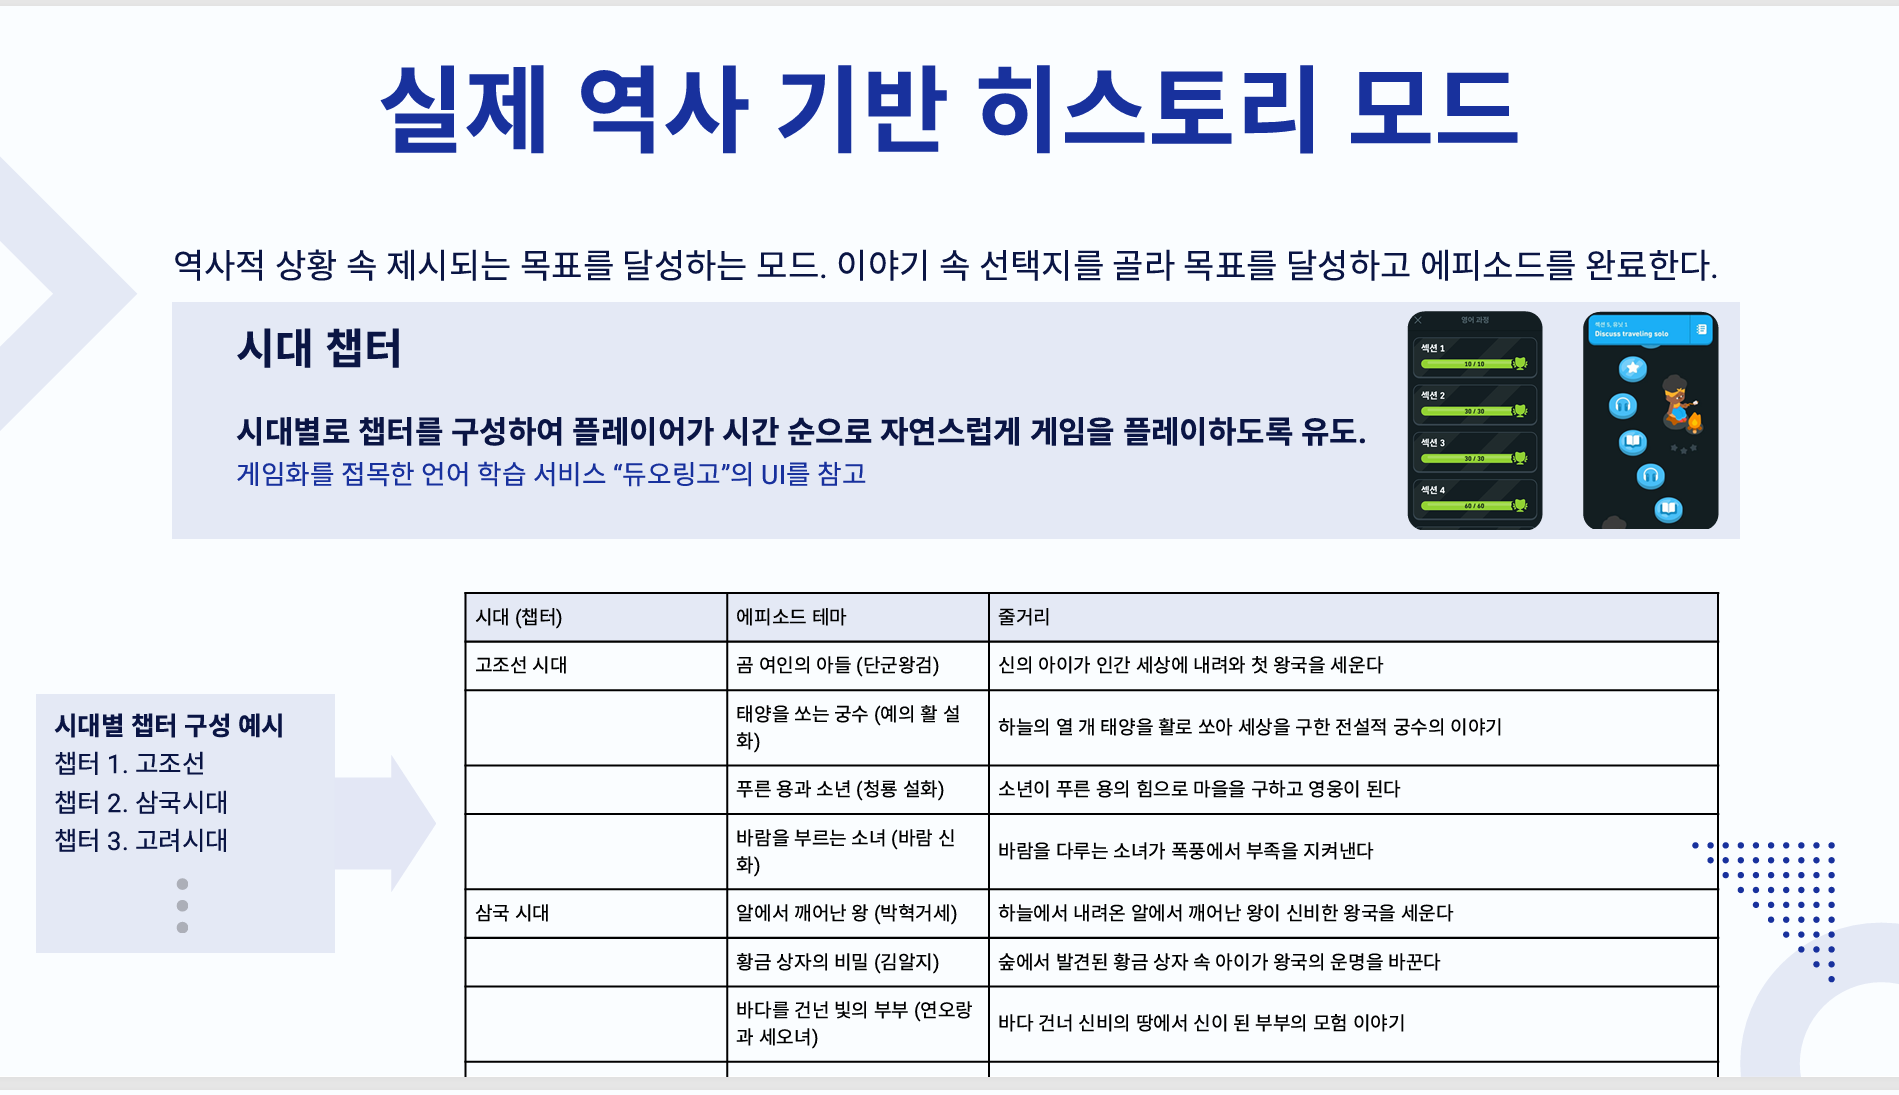 실제 역사 기반 히스토리 모드
역사적 상황 속 제시되는 목표를 달성하는 모드. 이야기 속 선택지를 골라 목표를 달성하고 에피소드를 완료한다.
시대 챕터
시대별로 챕터를 구성하여 플레이어가 시간 순으로 자연스럽게 게임을 플레이하도록 유도.
게임화를 접목한 언어 학습 서비스 “듀오링고”의 UI를 참고
영어 과정
섹션 1
10 / 10
섹션 2
30 / 30
섹션 3
30 / 30
섹션 4
60 / 60
섹션 5, 유닛 1
Discuss traveling solo
시대별 챕터 구성 예시
챕터 1. 고조선
챕터 2. 삼국시대
챕터 3. 고려시대
시대 (챕터) 에피소드 테마 줄거리
고조선 시대 곰 여인의 아들 (단군왕검) 신의 아이가 인간 세상에 내려와 첫 왕국을 세운다
태양을 쏘는 궁수 (예의 활 설
화)
하늘의 열 개 태양을 활로 쏘아 세상을 구한 전설적 궁수의 이야기
푸른 용과 소년 (청룡 설화) 소년이 푸른 용의 힘으로 마을을 구하고 영웅이 된다
바람을 부르는 소녀 (바람 신
화)
바람을 다루는 소녀가 폭풍에서 부족을 지켜낸다
삼국 시대 알에서 깨어난 왕 (박혁거세) 하늘에서 내려온 알에서 깨어난 왕이 신비한 왕국을 세운다
황금 상자의 비밀 (김알지) 숲에서 발견된 황금 상자 속 아이가 왕국의 운명을 바꾼다
바다를 건넌 빛의 부부 (연오랑
과 세오녀)
바다 건너 신비의 땅에서 신이 된 부부의 모험 이야기